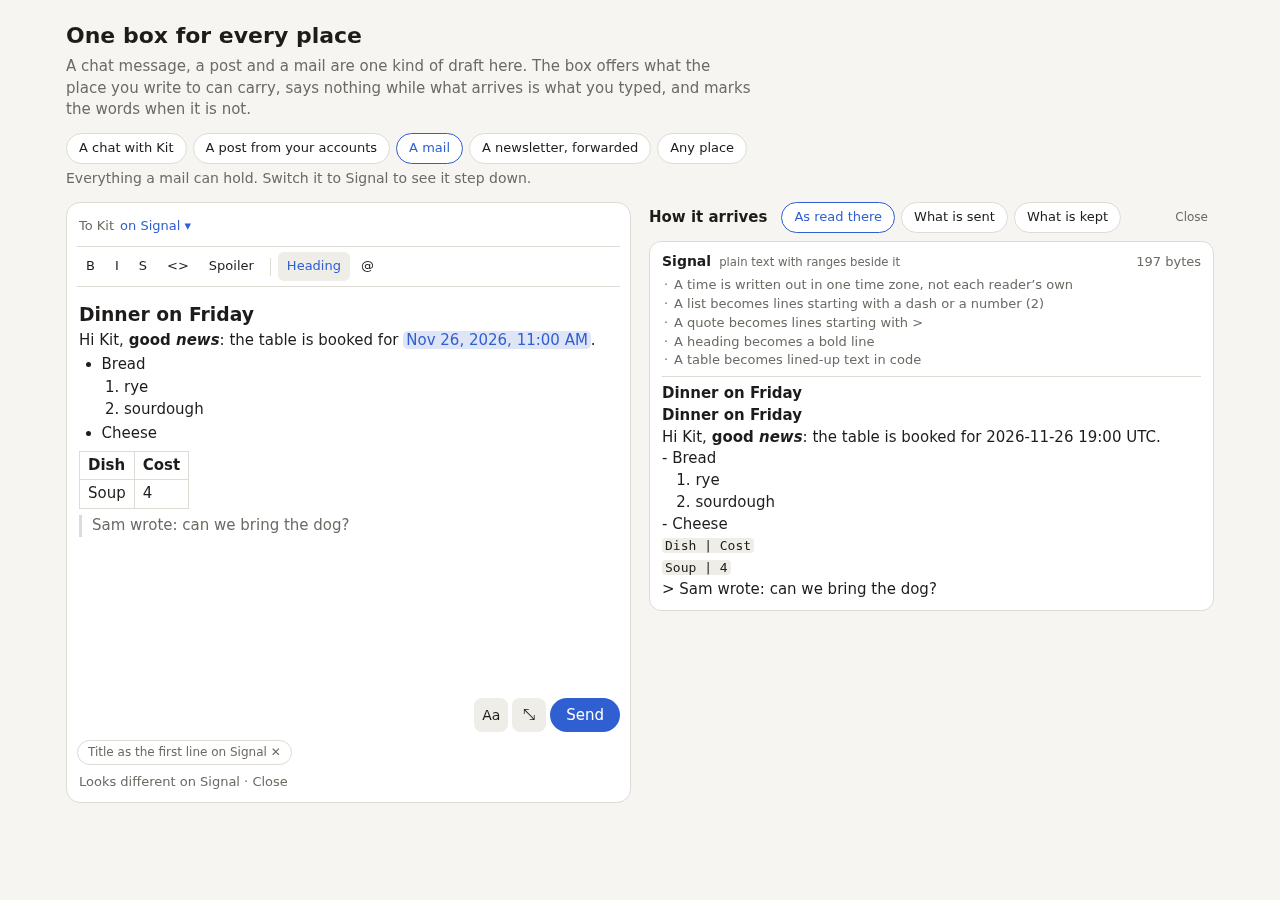 One box for every place
A chat message, a post and a mail are one kind of draft here. The box offers what the
place you write to can carry, says nothing while what arrives is what you typed, and marks
the words when it is not.
A chat with Kit
A post from your accounts
A mail
A newsletter, forwarded
Any place
Everything a mail can hold. Switch it to Signal to see it step down.
To Kit on Signal ▾
B I S <> Spoiler Heading @
Dinner on Friday
Hi Kit, good news: the table is booked for Nov 26, 2026, 11:00 AM.
• Bread
1. rye
2. sourdough
• Cheese
Dish Cost
Soup 4
Sam wrote: can we bring the dog?
Aa ⤡ Send
Title as the first line on Signal ✕
Looks different on Signal · Close
How it arrives
As read there
What is sent
What is kept
Close
Signal plain text with ranges beside it 197 bytes
· A time is written out in one time zone, not each reader’s own
· A list becomes lines starting with a dash or a number (2)
· A quote becomes lines starting with >
· A heading becomes a bold line
· A table becomes lined-up text in code
Dinner on Friday
Dinner on Friday
Hi Kit, good news: the table is booked for 2026-11-26 19:00 UTC.
- Bread
1. rye
2. sourdough
- Cheese
Dish | Cost
Soup | 4
> Sam wrote: can we bring the dog?